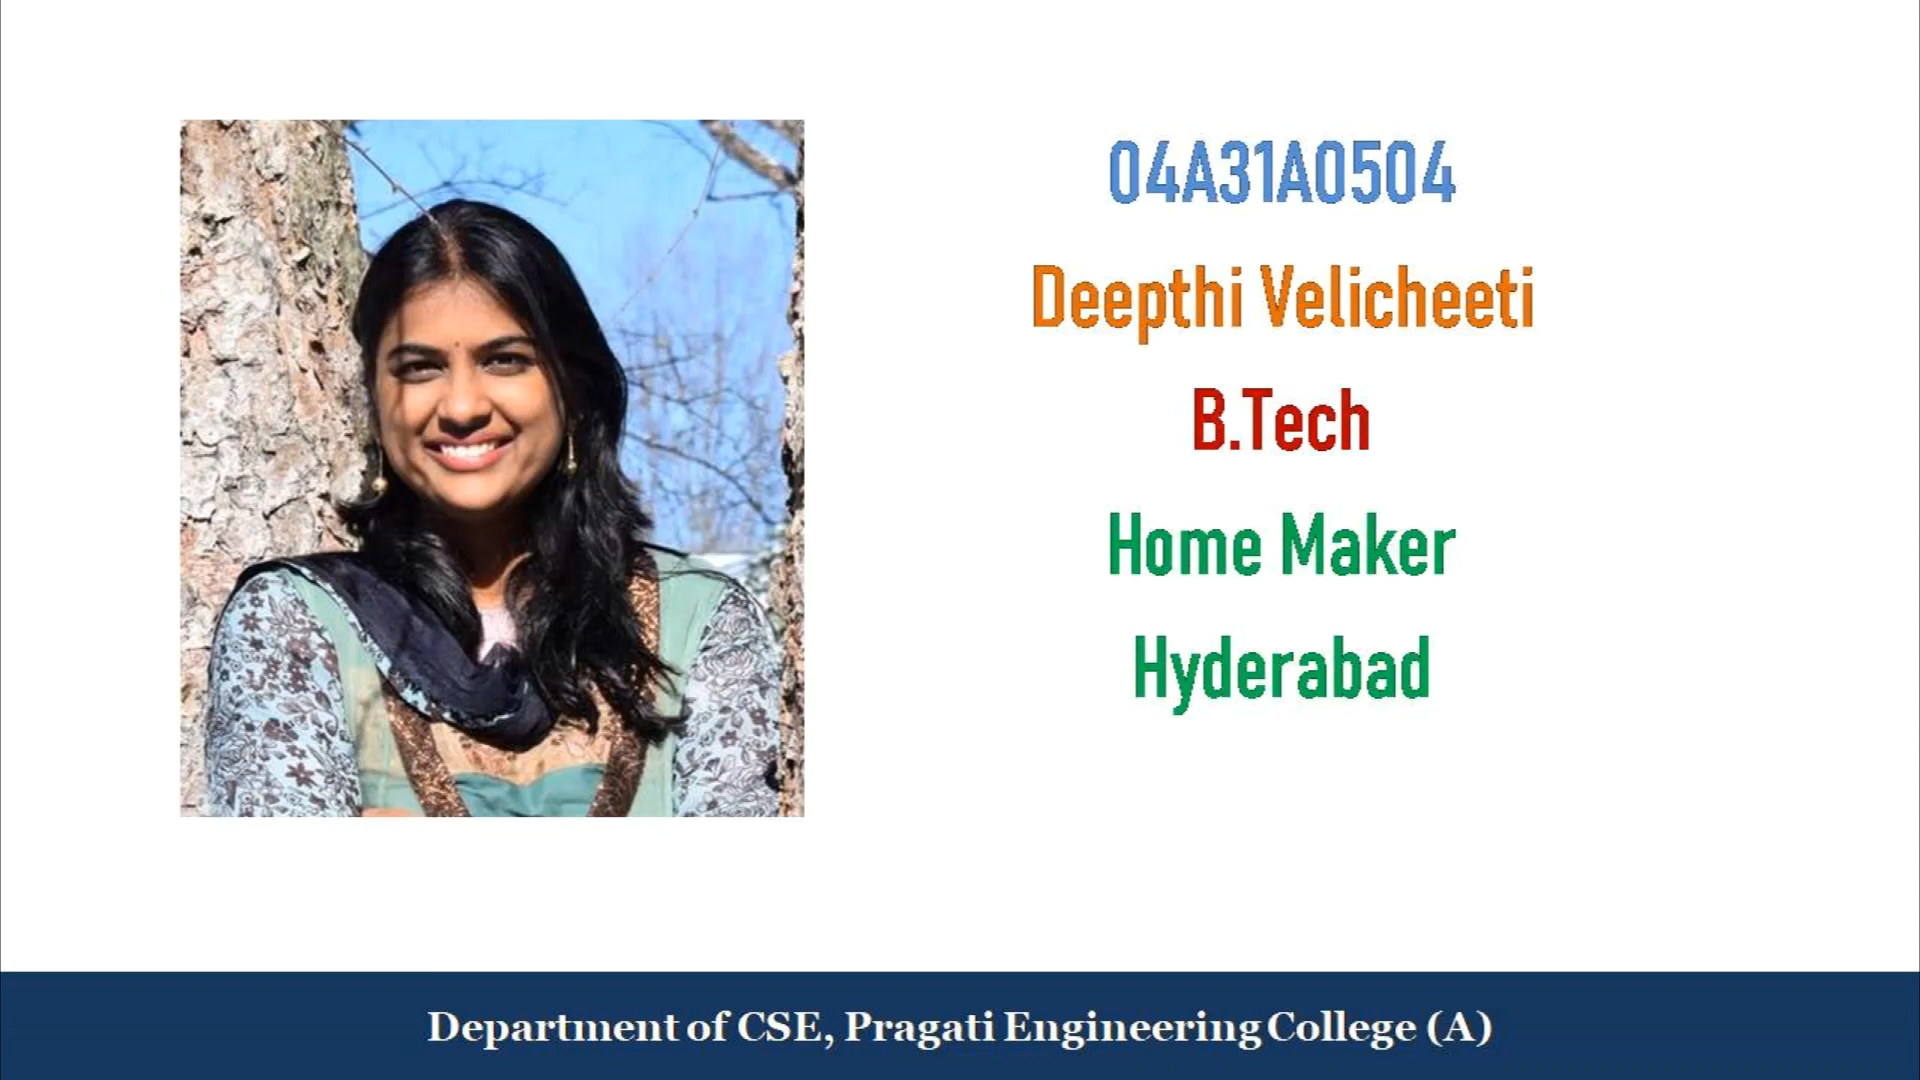 04A31A0504
Deepthi Velicheeti
B.Tech
Home Maker
Hyderabad
Department of CSE, Pragati Engineering College (A)